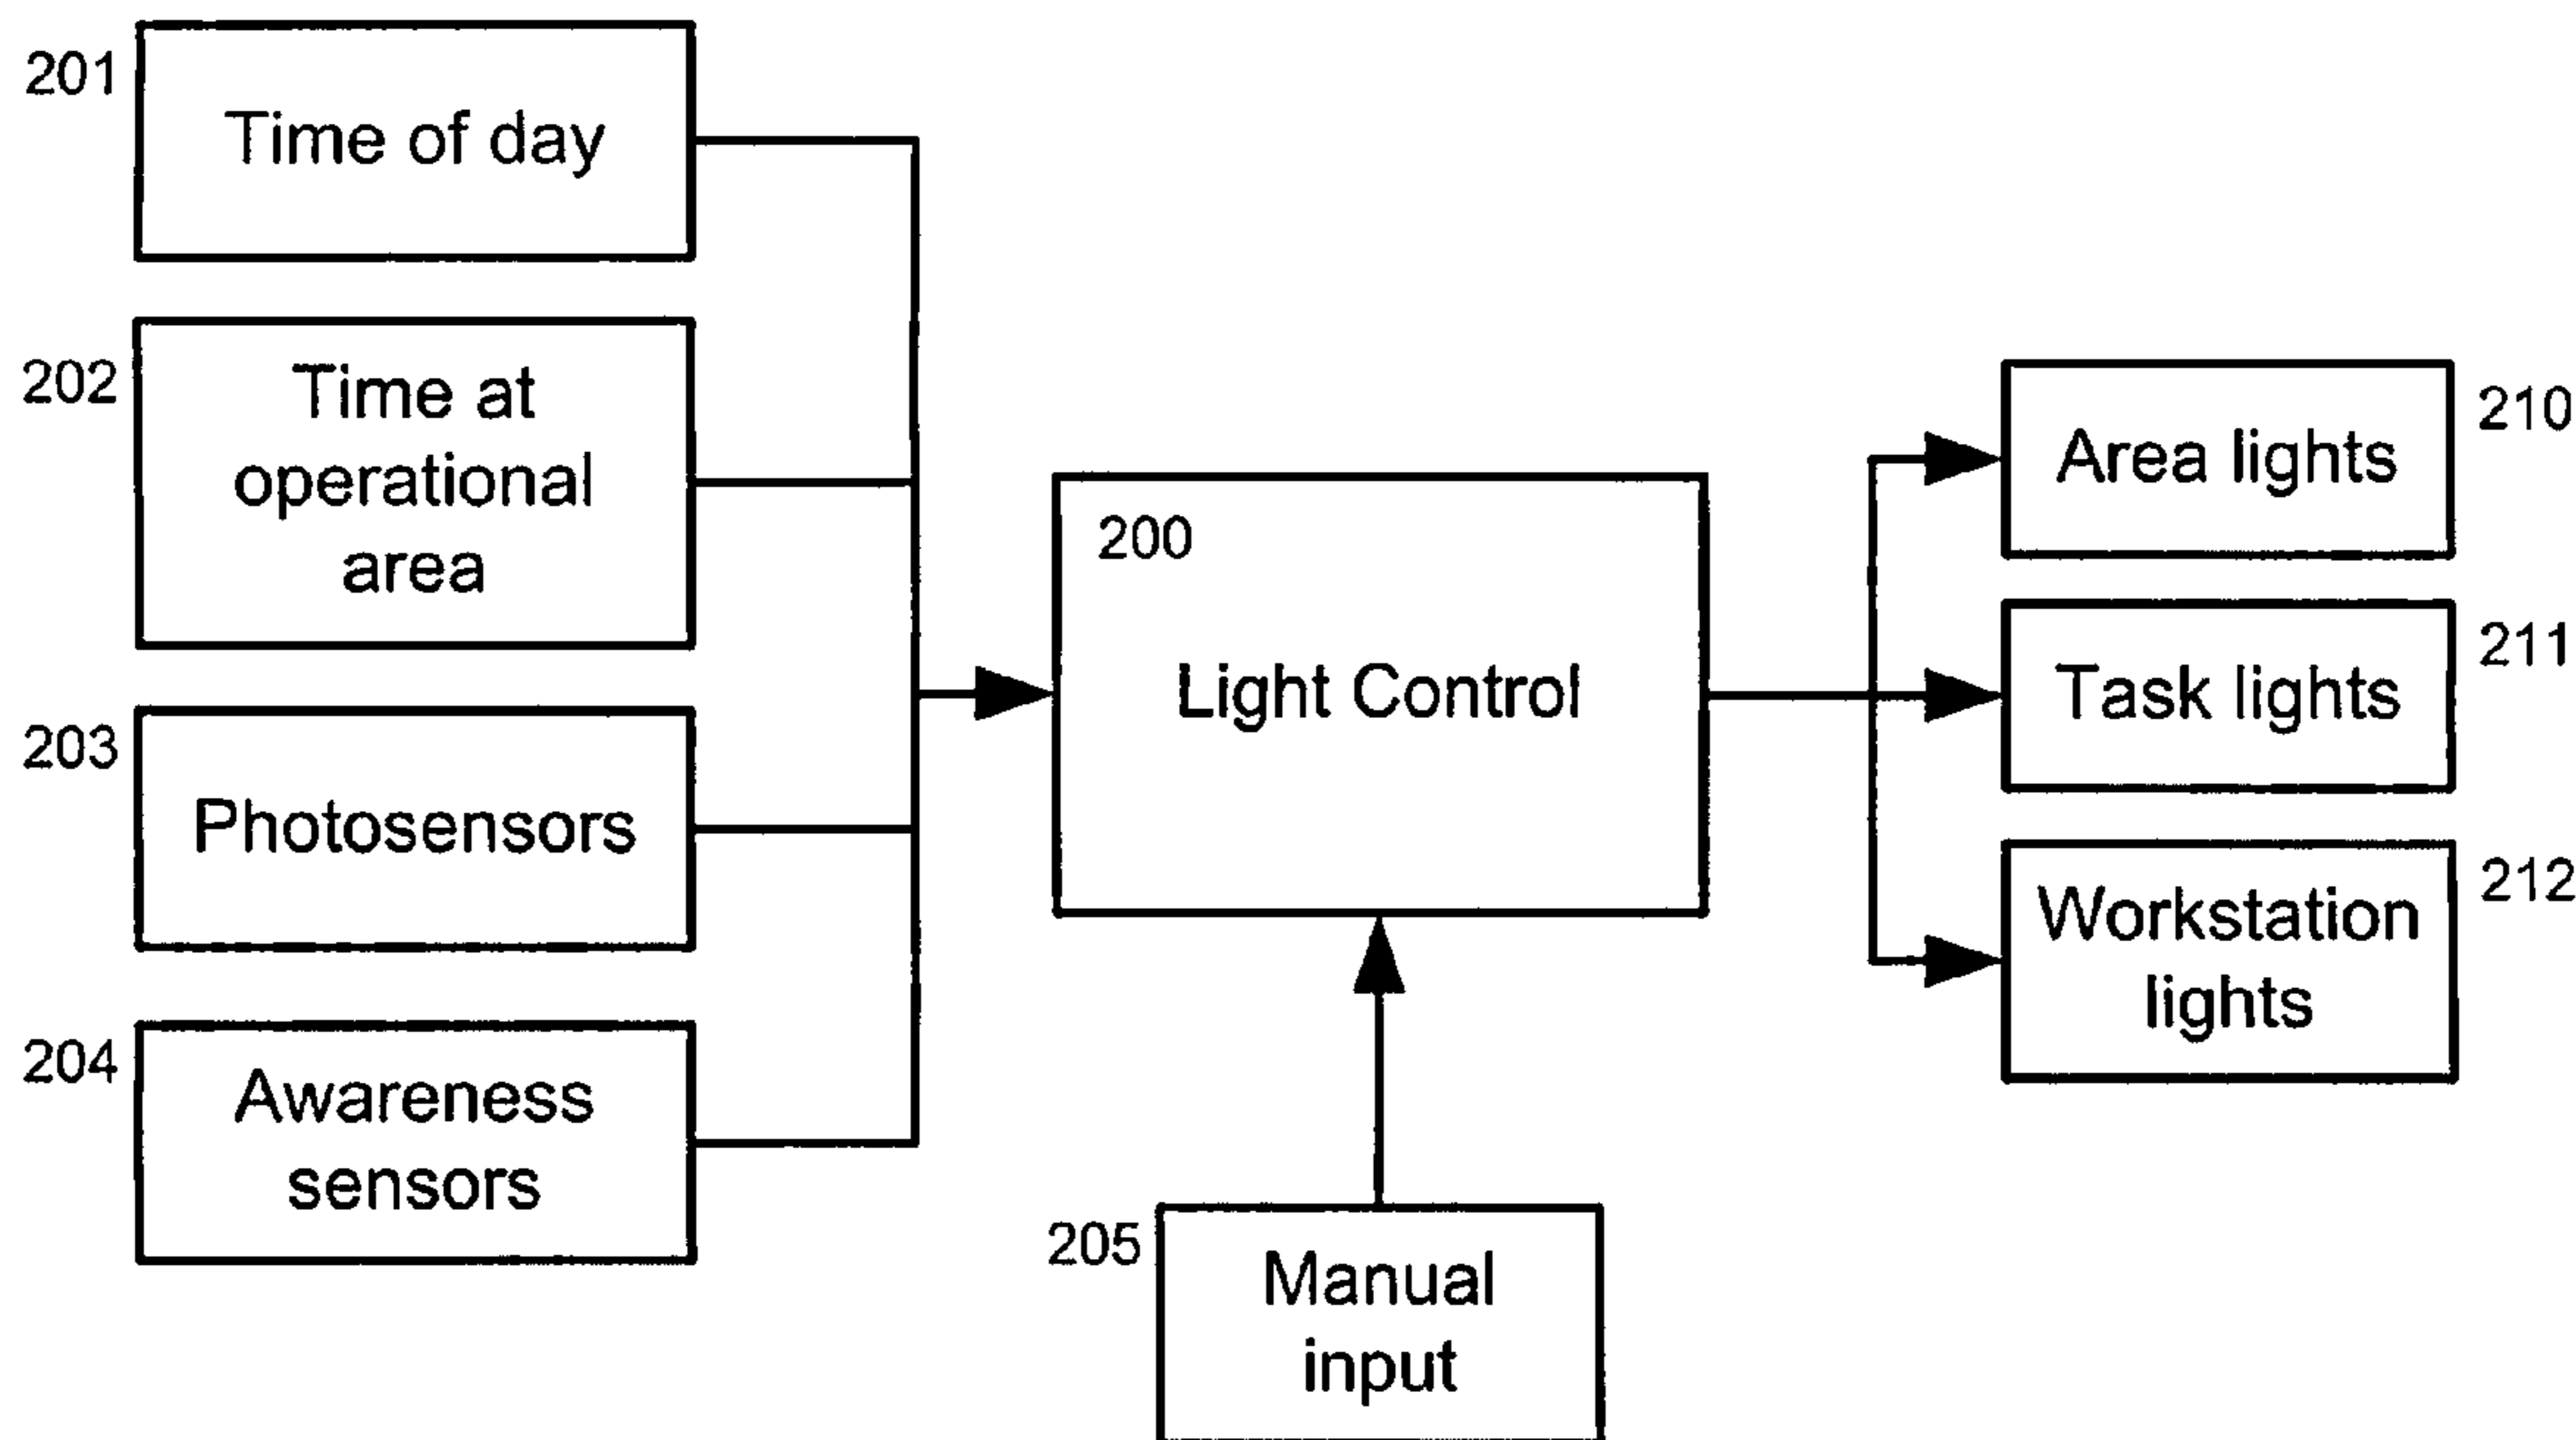 201
Time of day
202
Time at
operational
area
203
Photosensors
204
Awareness
sensors
200
Light Control
205
Manual
input
210
Area lights
211
Task lights
212
Workstation
lights